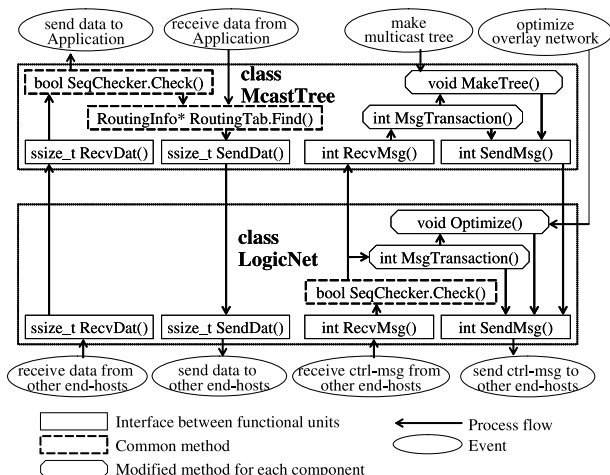 send data to
Application
receive data from
Application
make
multicast tree
optimize
overlay network
bool SeqChecker.Check()
class
McastTree
void MakeTree()
RoutingInfo* RoutingTab.Find()
int MsgTransaction()
ssize_t RecvDat()
ssize_t SendDat()
int RecvMsg()
int SendMsg()
class
LogicNet
void Optimize()
int MsgTransaction()
bool SeqChecker.Check()
ssize_t RecvDat()
ssize_t SendDat()
int RecvMsg()
int SendMsg()
receive data from
other end-hosts
send data to
other end-hosts
receive ctrl-msg from
other end-hosts
send ctrl-msg to
other end-hosts
Interface between functional units
Process flow
Common method
Event
Modified method for each component